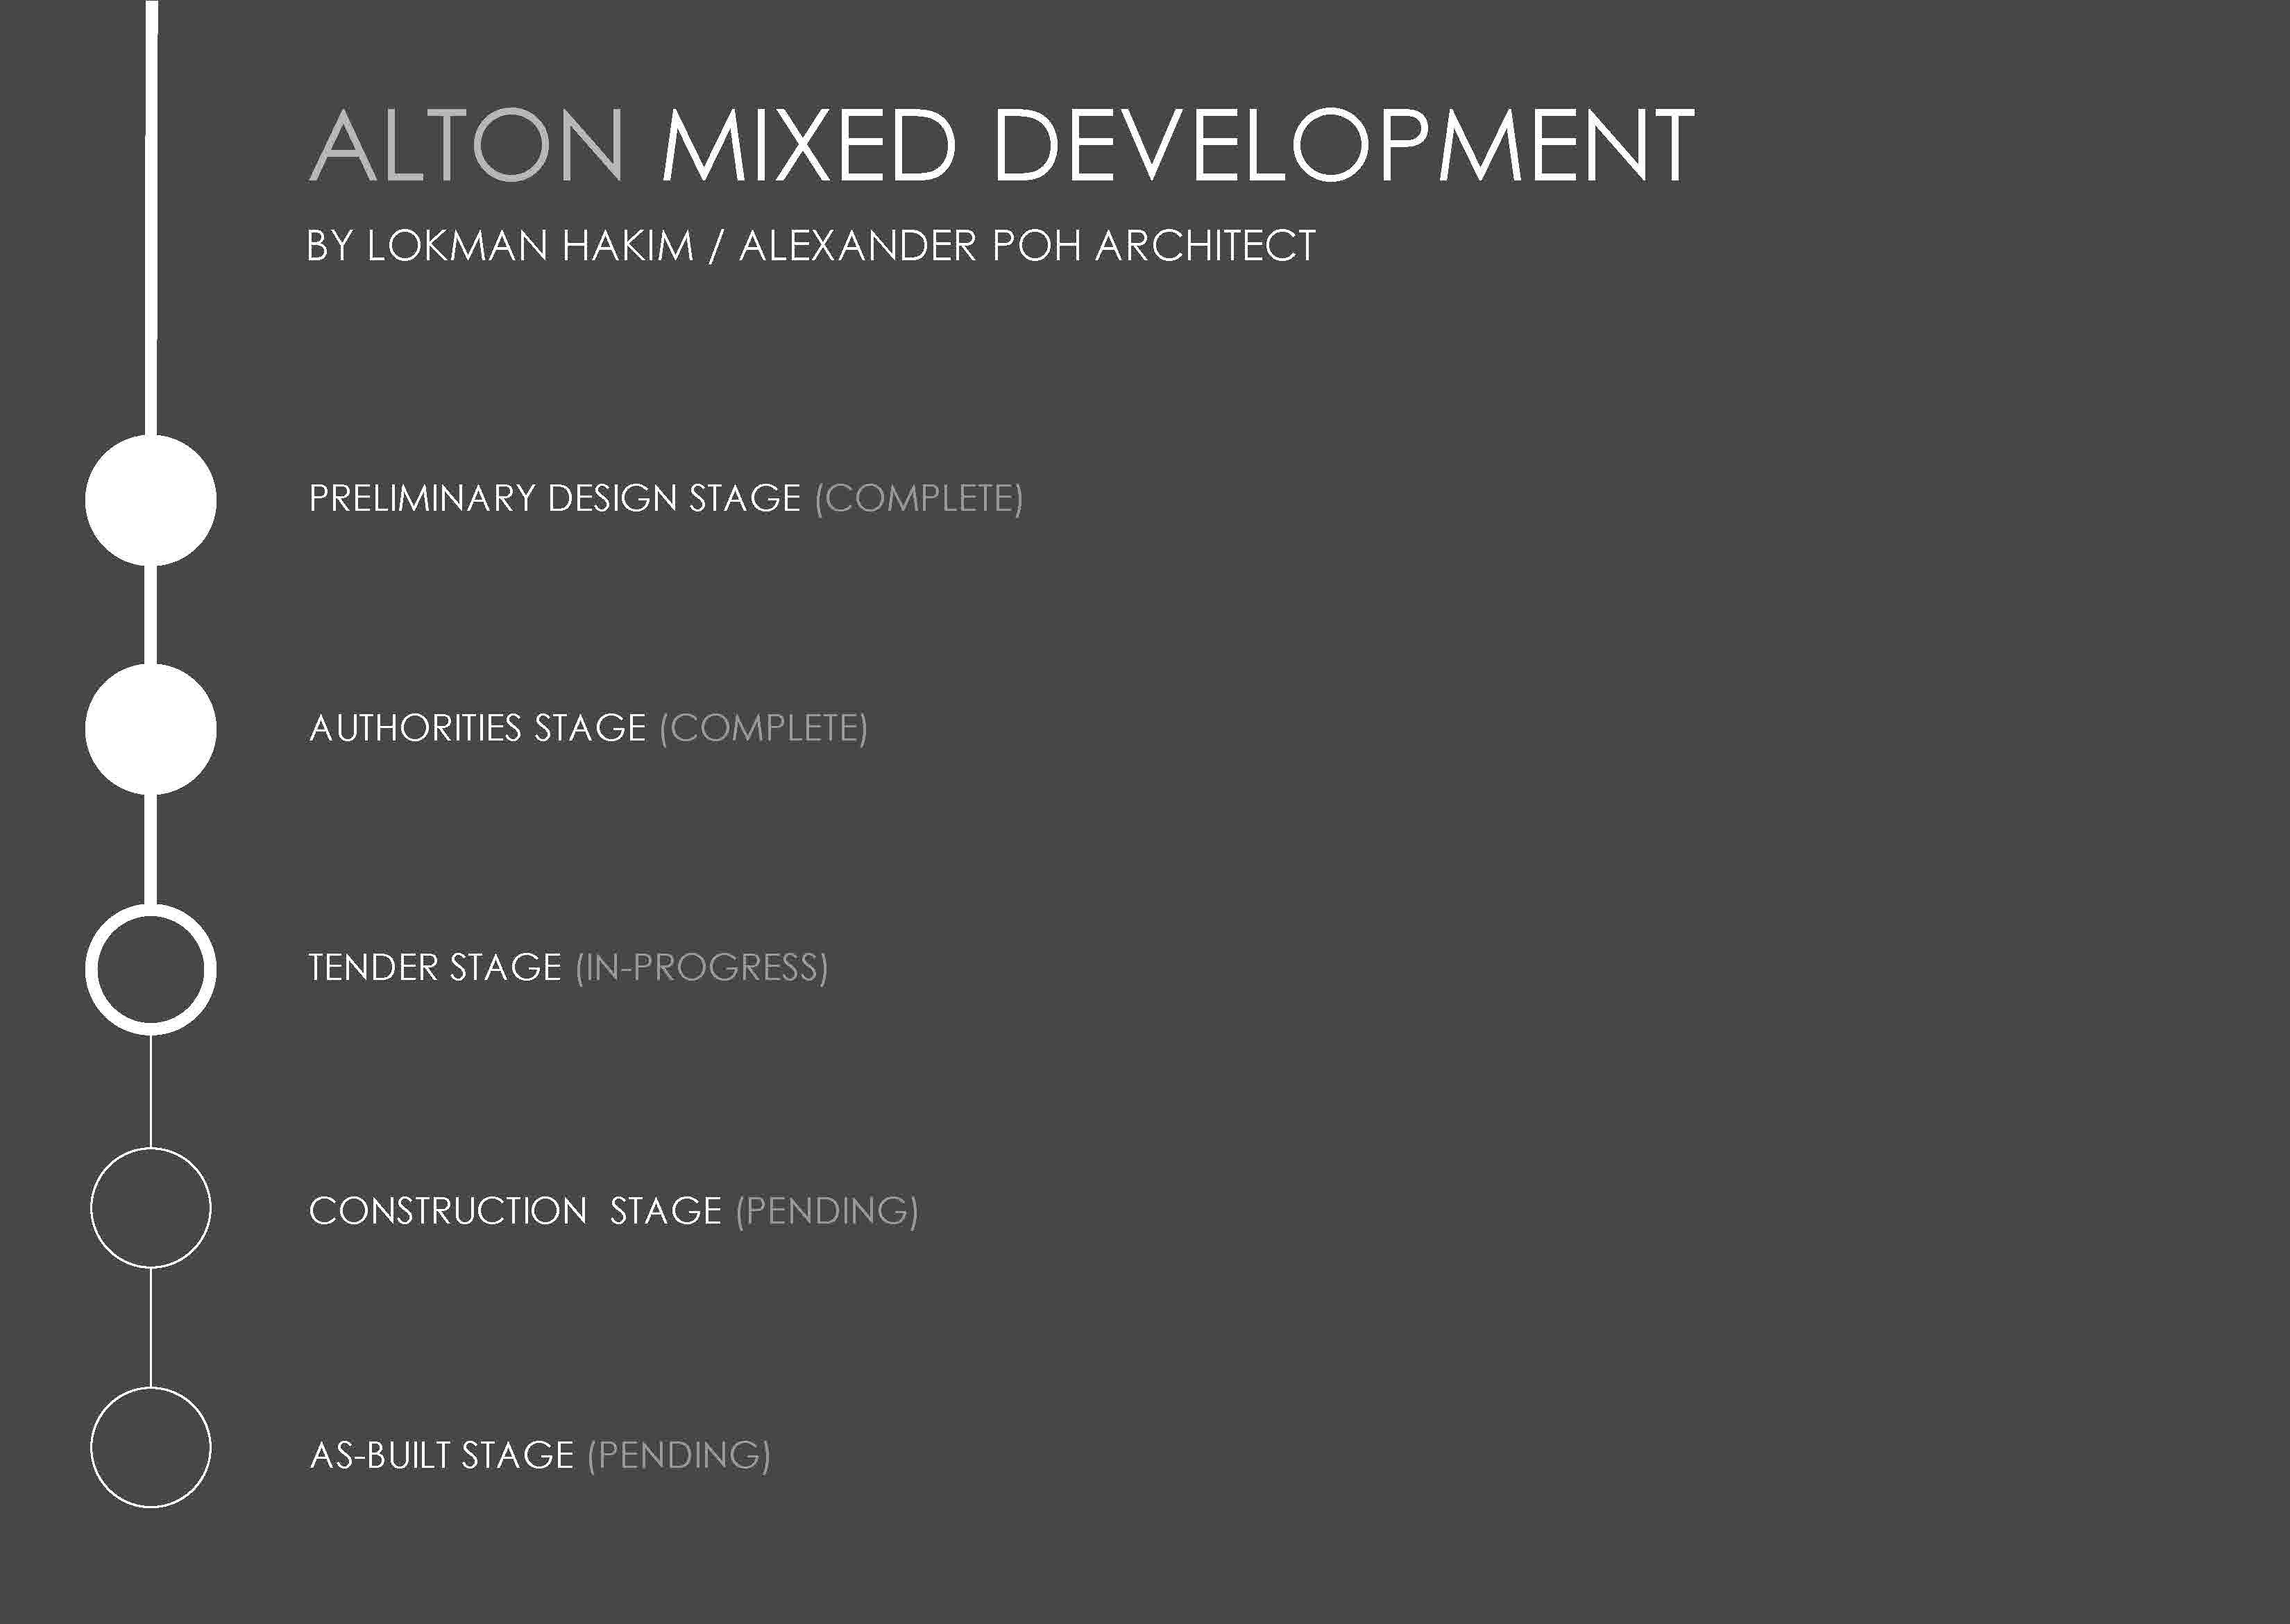 ALTON MIXED DEVELOPMENT
BY LOKMAN HAKIM / ALEXANDER POH ARCHITECT
PRELIMINARY DESIGN STAGE (COMPLETE)
AUTHORITIES STAGE (COMPLETE)
TENDER STAGE (IN-PROGRESS)
CONSTRUCTION STAGE (PENDING)
AS-BUILT STAGE (PENDING)